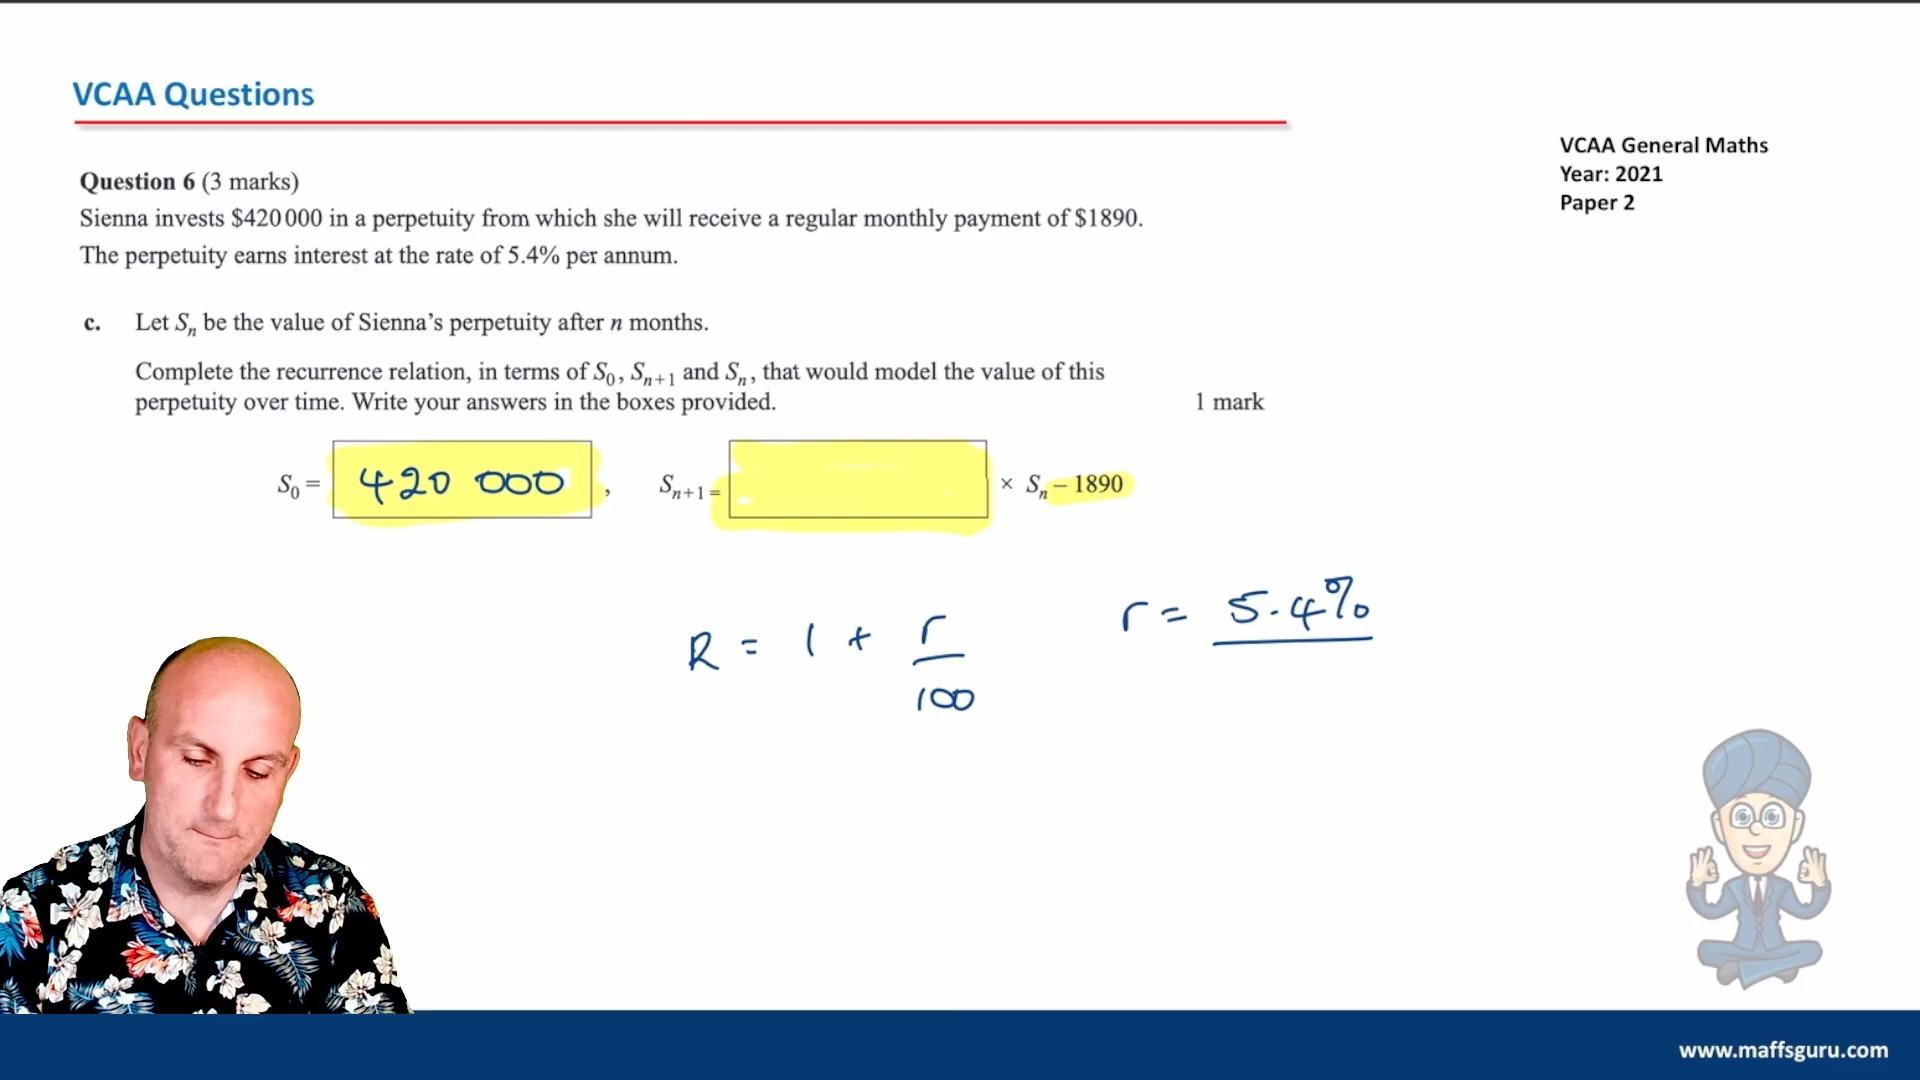 VCAA Questions
VCAA General Maths
Year: 2021
Paper 2
Question 6 (3 marks)
Sienna invests $420 000 in a perpetuity from which she will receive a regular monthly payment of $1890.
The perpetuity earns interest at the rate of 5.4% per annum.
c. Let Sₙ be the value of Sienna’s perpetuity after n months.
Complete the recurrence relation, in terms of S₀, Sₙ₊₁ and Sₙ, that would model the value of this
perpetuity over time. Write your answers in the boxes provided. 1 mark
S₀ = 420 000 , Sₙ₊₁ = × Sₙ – 1890
R = 1 + r/100 r = 5.4%
www.maffsguru.com